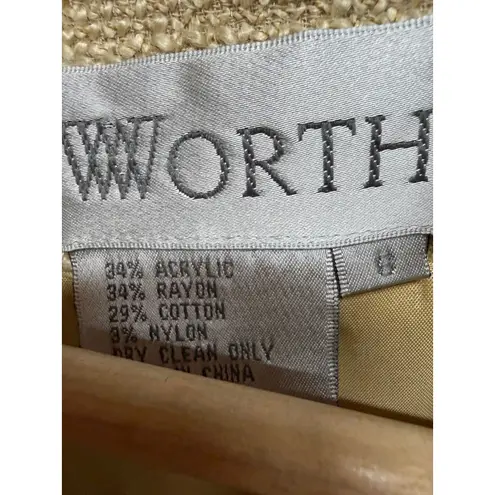 WORTH
34% ACRYLIC
34% RAYON
29% COTTON
3% NYLON
DRY CLEAN ONLY
CHINA